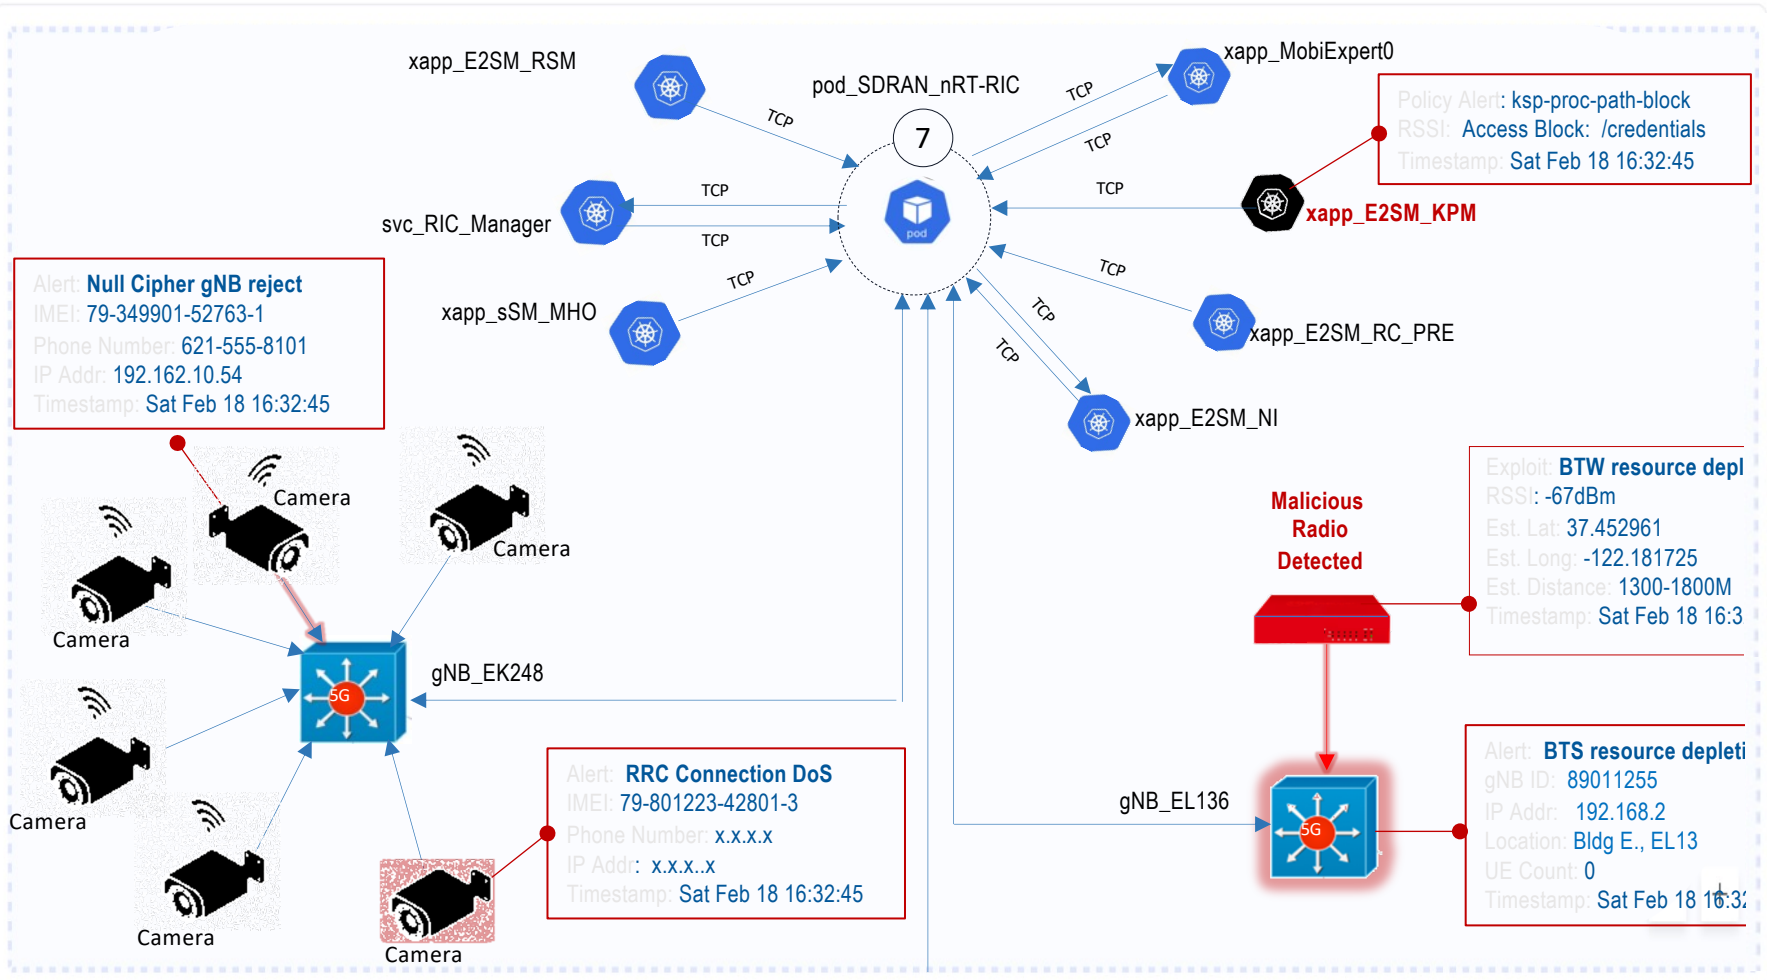 xapp_E2SM_RSM
pod_SDRAN_nRT-RIC
7
pod
xapp_MobiExpert0
TCP
TCP
TCP
TCP
TCP
TCP
TCP
TCP
TCP
TCP
Policy Alert: ksp-proc-path-block
RSSI: Access Block: /credentials
Timestamp: Sat Feb 18 16:32:45
svc_RIC_Manager
xapp_E2SM_KPM
xapp_sSM_MHO
xapp_E2SM_RC_PRE
xapp_E2SM_NI
Alert: Null Cipher gNB reject
IMEI: 79-349901-52763-1
Phone Number: 621-555-8101
IP Addr: 192.162.10.54
Timestamp: Sat Feb 18 16:32:45
Camera
Camera
Camera
Camera
Camera
Camera
5G
gNB_EK248
Alert: RRC Connection DoS
IMEI: 79-801223-42801-3
Phone Number: x.x.x.x
IP Addr: x.x.x..x
Timestamp: Sat Feb 18 16:32:45
Malicious
Radio
Detected
Exploit: BTW resource depl
RSSI: -67dBm
Est. Lat: 37.452961
Est. Long: -122.181725
Est. Distance: 1300-1800M
Timestamp: Sat Feb 18 16:3
gNB_EL136
5G
Alert: BTS resource depleti
gNB ID: 89011255
IP Addr: 192.168.2
Location: Bldg E., EL13
UE Count: 0
Timestamp: Sat Feb 18 16:32